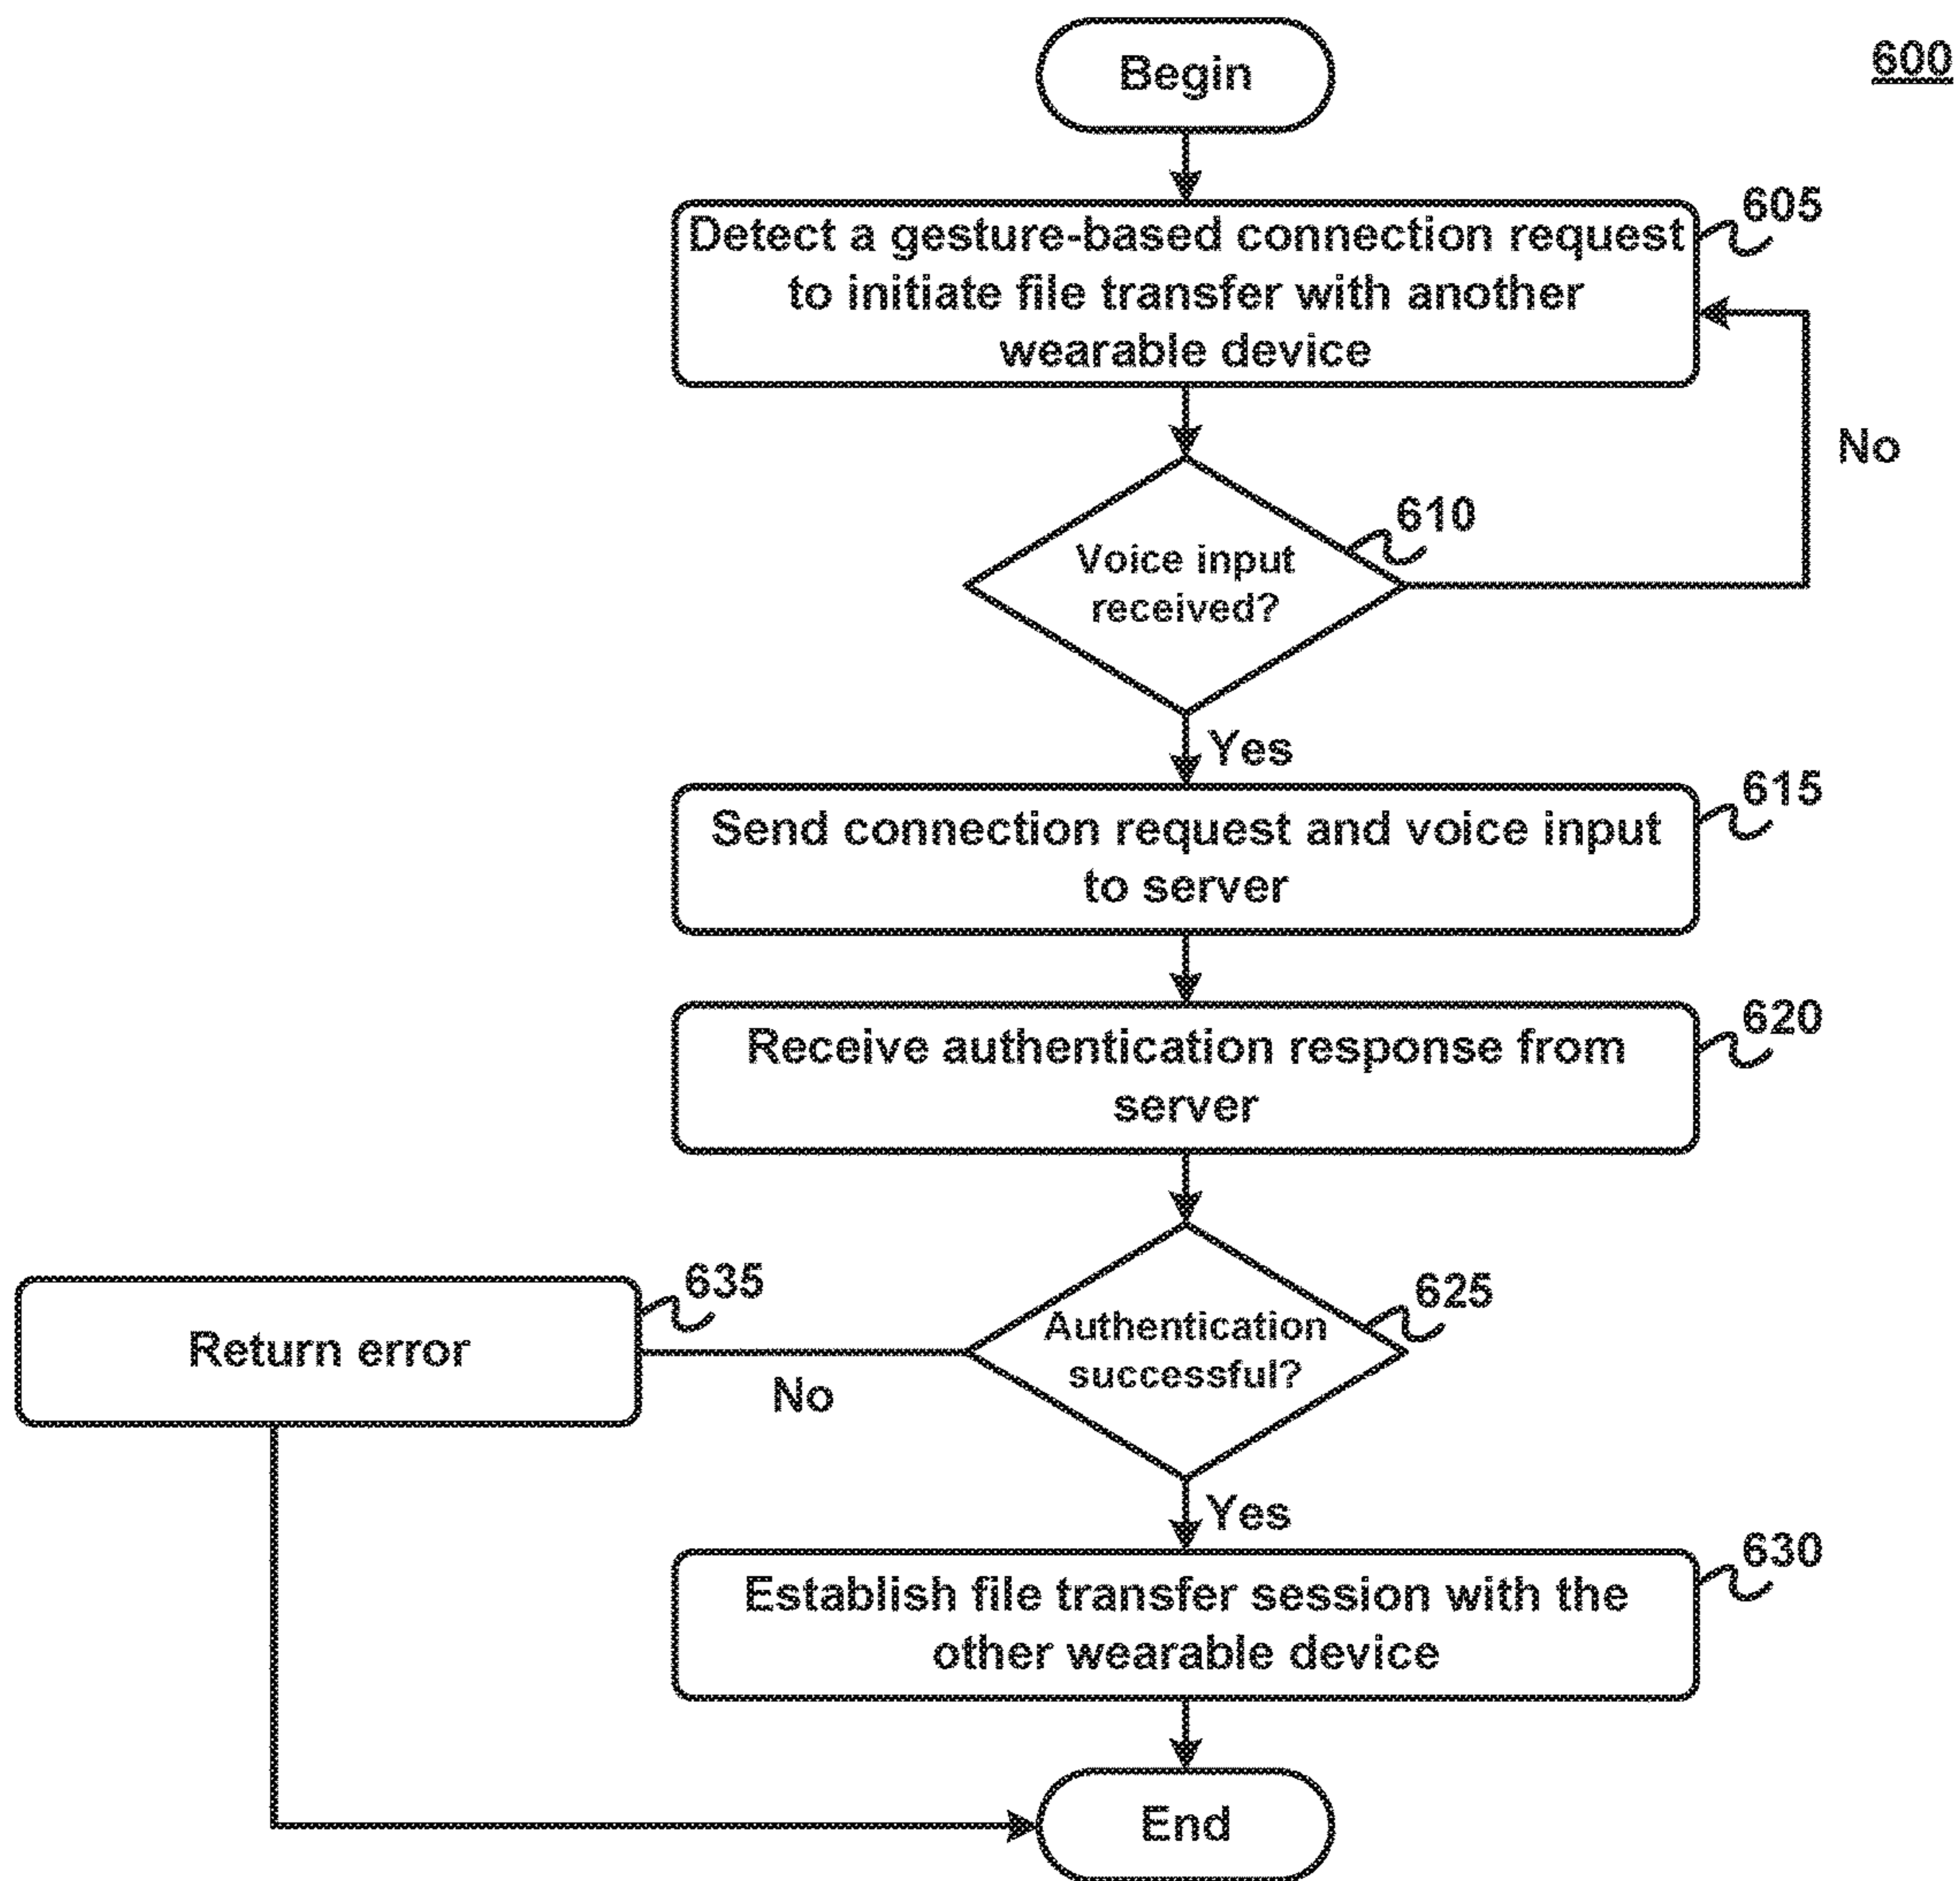 600
Begin
605
Detect a gesture-based connection request
to initiate file transfer with another
wearable device
No
610
Voice input
received?
Yes
615
Send connection request and voice input
to server
620
Receive authentication response from
server
635
Return error
625
Authentication
successful?
No
Yes
630
Establish file transfer session with the
other wearable device
End